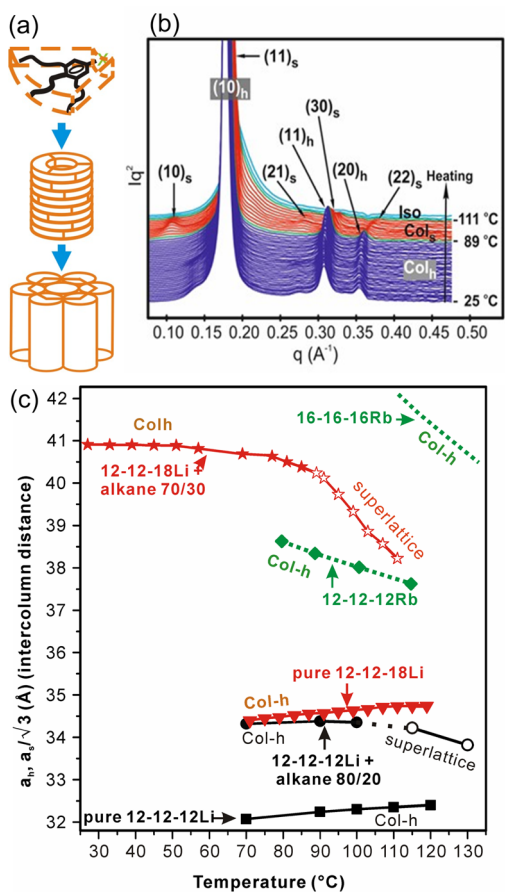 (a)
(b)
Iq²
(11)ₛ
(10)ₕ
(30)ₛ
(11)ₕ
(20)ₕ
(10)ₛ
(21)ₛ
(22)ₛ
Heating
Iso
-111 °C
Colₛ
- 89 °C
Colₕ
- 25 °C
0.10 0.15 0.20 0.25 0.30 0.35 0.40 0.45 0.50
q (A⁻¹)
(c)
aₕ, aₛ/√3 (Å) (intercolumn distance)
42
41
40
39
38
37
36
35
34
33
32
Colh
12-12-18Li +
alkane 70/30
superlattice
16-16-16Rb
Col-h
Col-h
12-12-12Rb
pure 12-12-18Li
Col-h
Col-h
12-12-12Li +
alkane 80/20
superlattice
pure 12-12-12Li
Col-h
30 40 50 60 70 80 90 100 110 120 130
Temperature (°C)